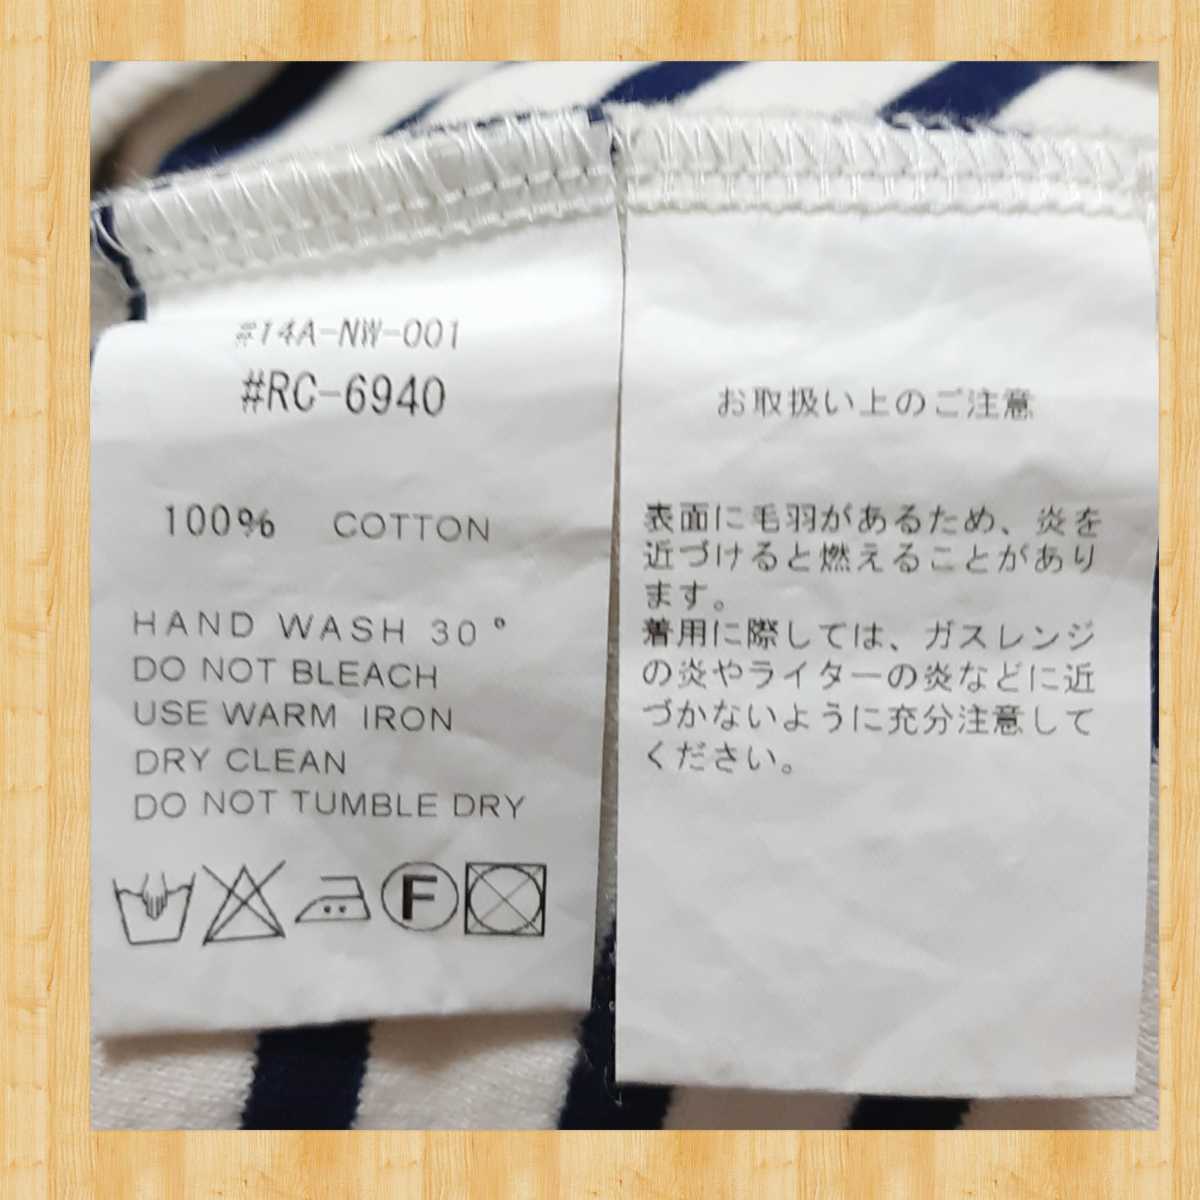 #14A-NW-001
#RC-6940
100% COTTON
HAND WASH 30°
DO NOT BLEACH
USE WARM IRON
DRY CLEAN
DO NOT TUMBLE DRY
F
お取扱い上のご注意
表面に毛羽があるため、炎を
近づけると燃えることがあり
ます。
着用に際しては、ガスレンジ
の炎やライターの炎などに近
づかないように充分注意して
ください。